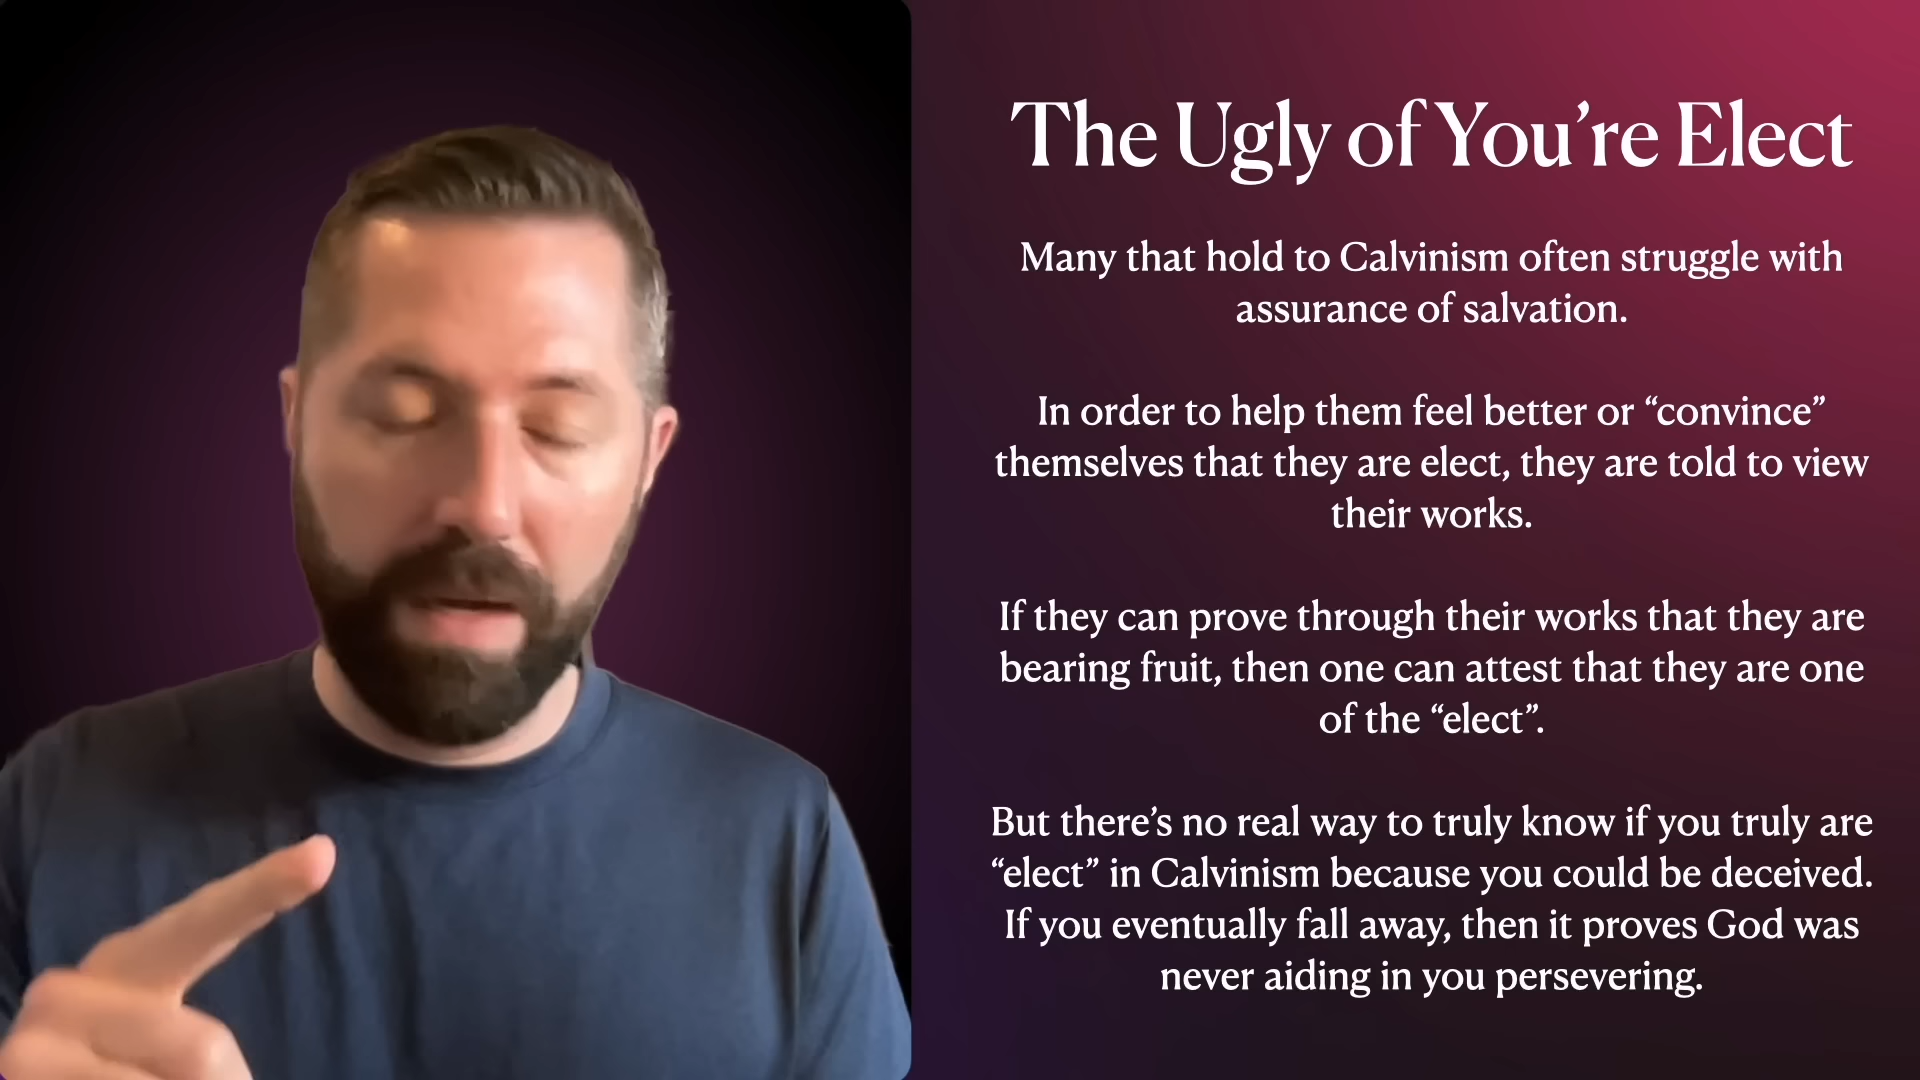 The Ugly of You’re Elect
Many that hold to Calvinism often struggle with
assurance of salvation.
In order to help them feel better or “convince”
themselves that they are elect, they are told to view
their works.
If they can prove through their works that they are
bearing fruit, then one can attest that they are one
of the “elect”.
But there’s no real way to truly know if you truly are
“elect” in Calvinism because you could be deceived.
If you eventually fall away, then it proves God was
never aiding in you persevering.